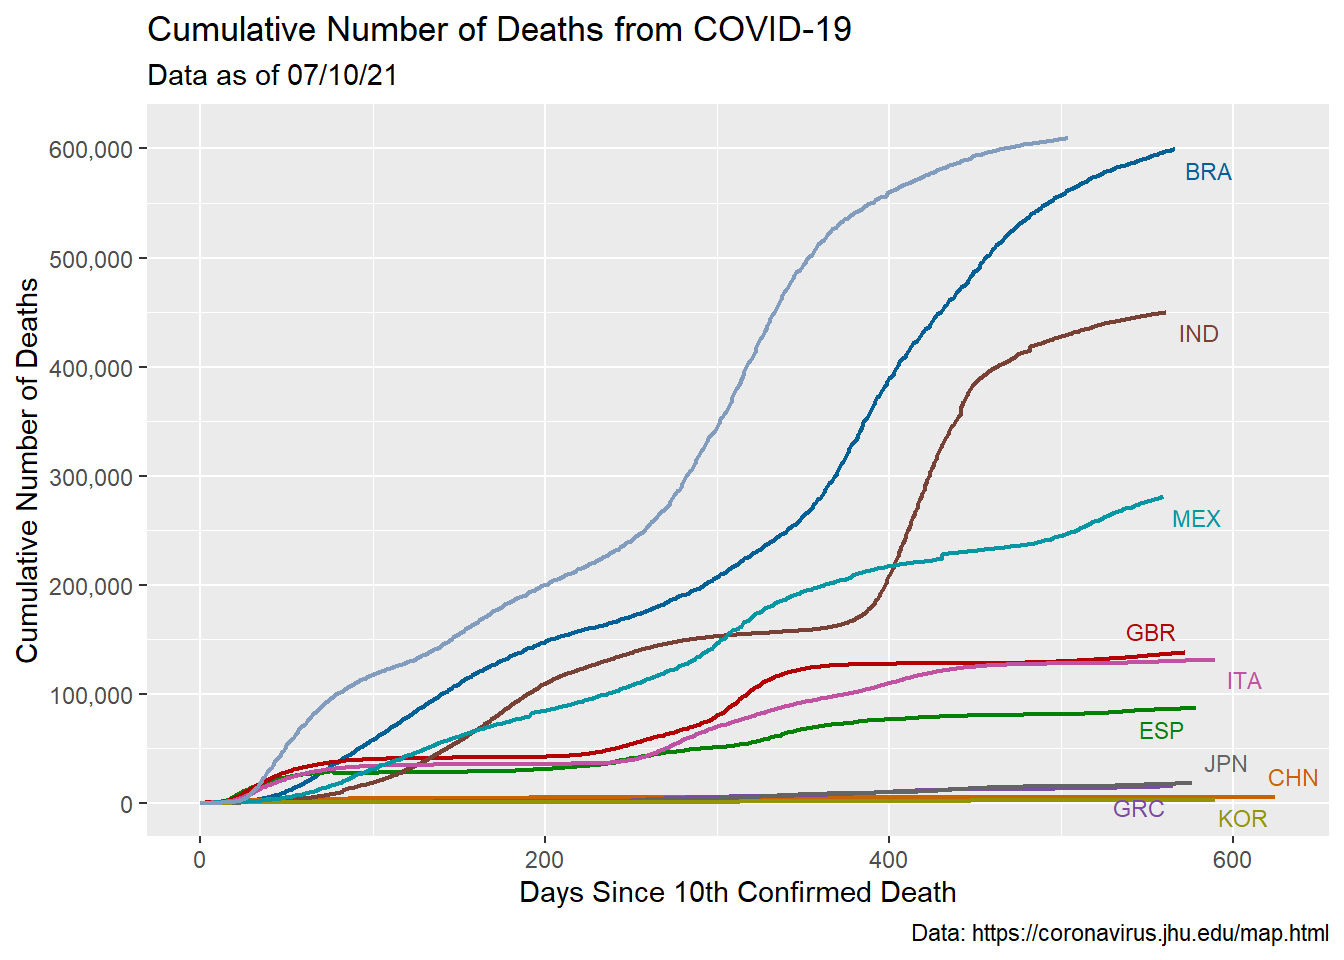 Cumulative Number of Deaths from COVID-19
Data as of 07/10/21
Cumulative Number of Deaths
600,000
500,000
400,000
300,000
200,000
100,000
0
BRA
IND
MEX
GBR
ITA
ESP
JPN
CHN
GRC
KOR
0 200 400 600
Days Since 10th Confirmed Death
Data: https://coronavirus.jhu.edu/map.html